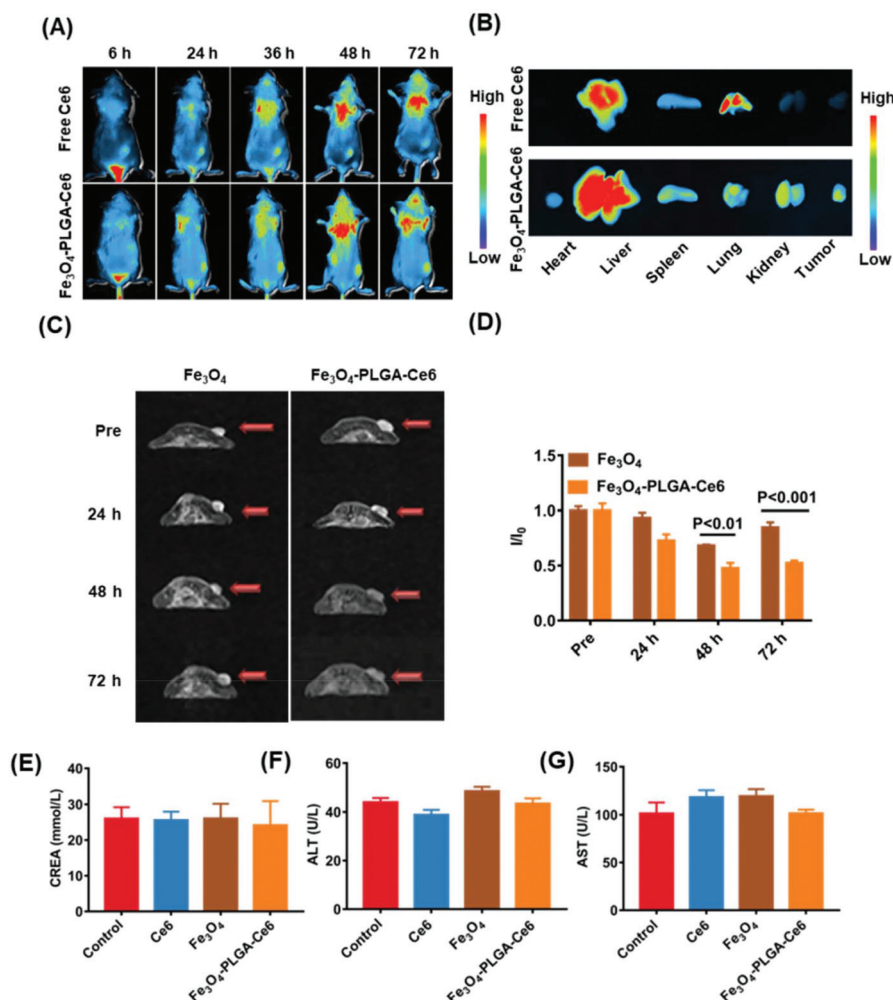 (A)
6 h 24 h 36 h 48 h 72 h
Free Ce6
Fe₃O₄-PLGA-Ce6
High
Low
(B)
Free Ce6
Fe₃O₄-PLGA-Ce6
High
Low
Heart Liver Spleen Lung Kidney Tumor
(C)
Fe₃O₄ Fe₃O₄-PLGA-Ce6
Pre
24 h
48 h
72 h
(D)
Fe₃O₄
Fe₃O₄-PLGA-Ce6
P<0.01
P<0.001
I/I₀
1.5
1.0
0.5
0.0
Pre 24 h 48 h 72 h
(E)
CREA (mmol/L)
40
30
20
10
0
Control Ce6 Fe₃O₄ Fe₃O₄-PLGA-Ce6
(F)
ALT (U/L)
60
40
20
0
Control Ce6 Fe₃O₄ Fe₃O₄-PLGA-Ce6
(G)
AST (U/L)
150
100
50
0
Control Ce6 Fe₃O₄ Fe₃O₄-PLGA-Ce6